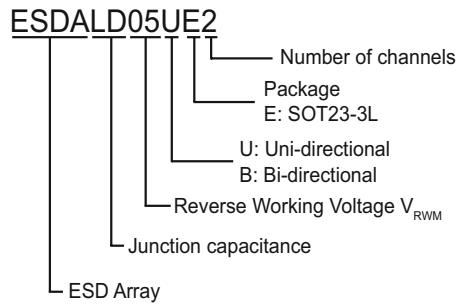 ESDALD05UE2
Number of channels
Package
E: SOT23-3L
U: Uni-directional
B: Bi-directional
Reverse Working Voltage VRWM
Junction capacitance
ESD Array